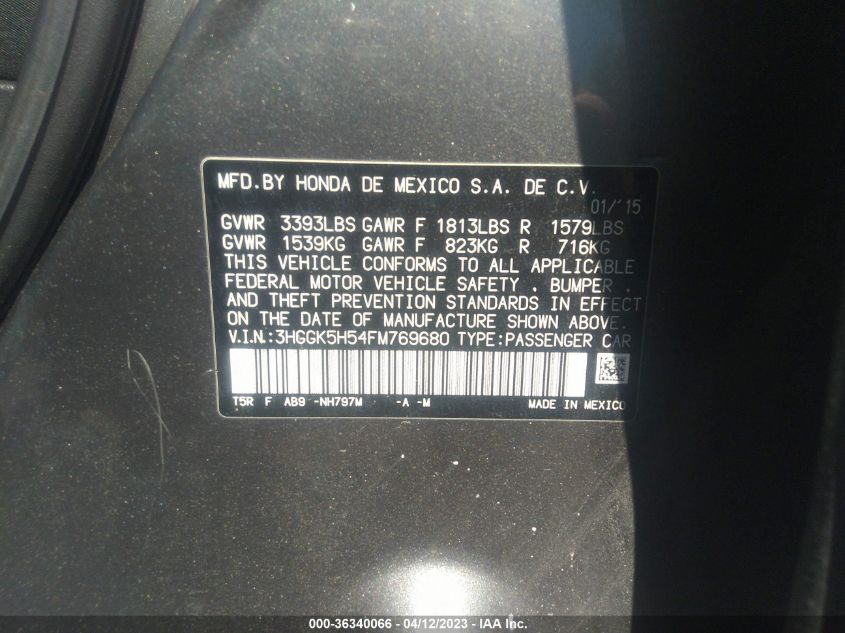 MFD.BY HONDA DE MEXICO S.A. DE C.V.
01/'15
GVWR 3393LBS GAWR F 1813LBS R 1579LBS
GVWR 1539KG GAWR F 823KG R 716KG
THIS VEHICLE CONFORMS TO ALL APPLICABLE
FEDERAL MOTOR VEHICLE SAFETY , BUMPER ,
AND THEFT PREVENTION STANDARDS IN EFFECT
ON THE DATE OF MANUFACTURE SHOWN ABOVE.
V.I.N.:3HGGK5H54FM769680 TYPE:PASSENGER CAR
T5R F AB9 -NH797M -A -M MADE IN MEXICO
000-36340066 - 04/12/2023 - IAA Inc.